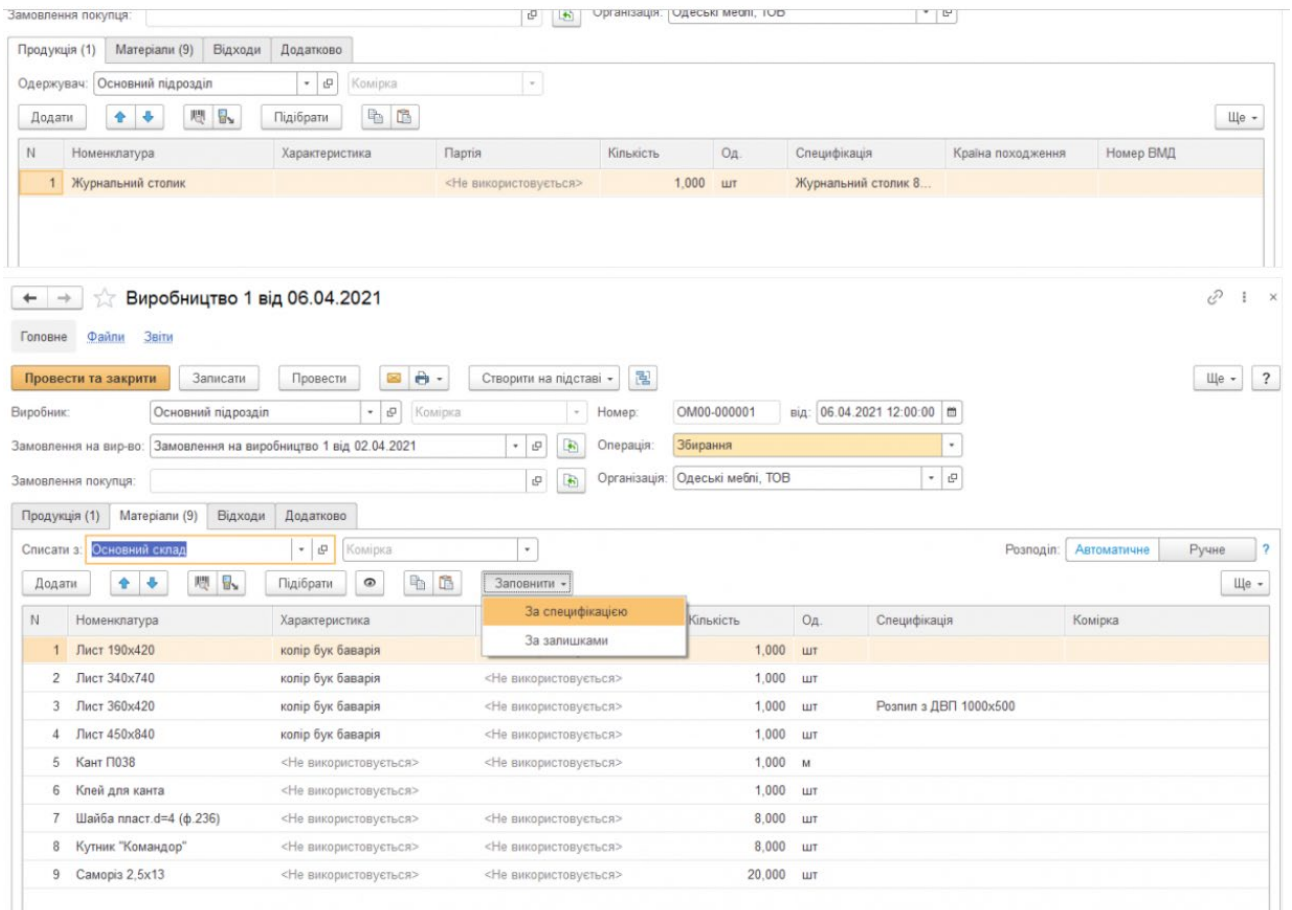 Замовлення покупця: Організація: Одеські меблі, ТОВ
Продукція (1) Матеріали (9) Відходи Додатково
Одержувач: Основний підрозділ Комірка
Додати Підібрати Ще
N Номенклатура Характеристика Партія Кількість Од. Специфікація Країна походження Номер ВМД
1 Журнальний столик <Не використовується> 1,000 шт Журнальний столик 8...
Виробництво 1 від 06.04.2021
Головне Файли Звіти
Провести та закрити Записати Провести Створити на підставі Ще ?
Виробник: Основний підрозділ Комірка Номер: ОМ00-000001 від: 06.04.2021 12:00:00
Замовлення на вир-во: Замовлення на виробництво 1 від 02.04.2021 Операція: Збирання
Замовлення покупця: Організація: Одеські меблі, ТОВ
Продукція (1) Матеріали (9) Відходи Додатково
Списати з: Основний склад Комірка Розподіл: Автоматичне Ручне ?
Додати Підібрати Заповнити Ще
За специфікацією
За залишками
N Номенклатура Характеристика Кількість Од. Специфікація Комірка
1 Лист 190х420 колір бук баварія 1,000 шт
2 Лист 340х740 колір бук баварія <Не використовується> 1,000 шт
3 Лист 360х420 колір бук баварія <Не використовується> 1,000 шт Розпил з ДВП 1000х500
4 Лист 450х840 колір бук баварія <Не використовується> 1,000 шт
5 Кант П038 <Не використовується> <Не використовується> 1,000 м
6 Клей для канта <Не використовується> 1,000 шт
7 Шайба пласт.d=4 (ф.236) <Не використовується> <Не використовується> 8,000 шт
8 Кутник "Командор" <Не використовується> <Не використовується> 8,000 шт
9 Саморіз 2,5х13 <Не використовується> <Не використовується> 20,000 шт